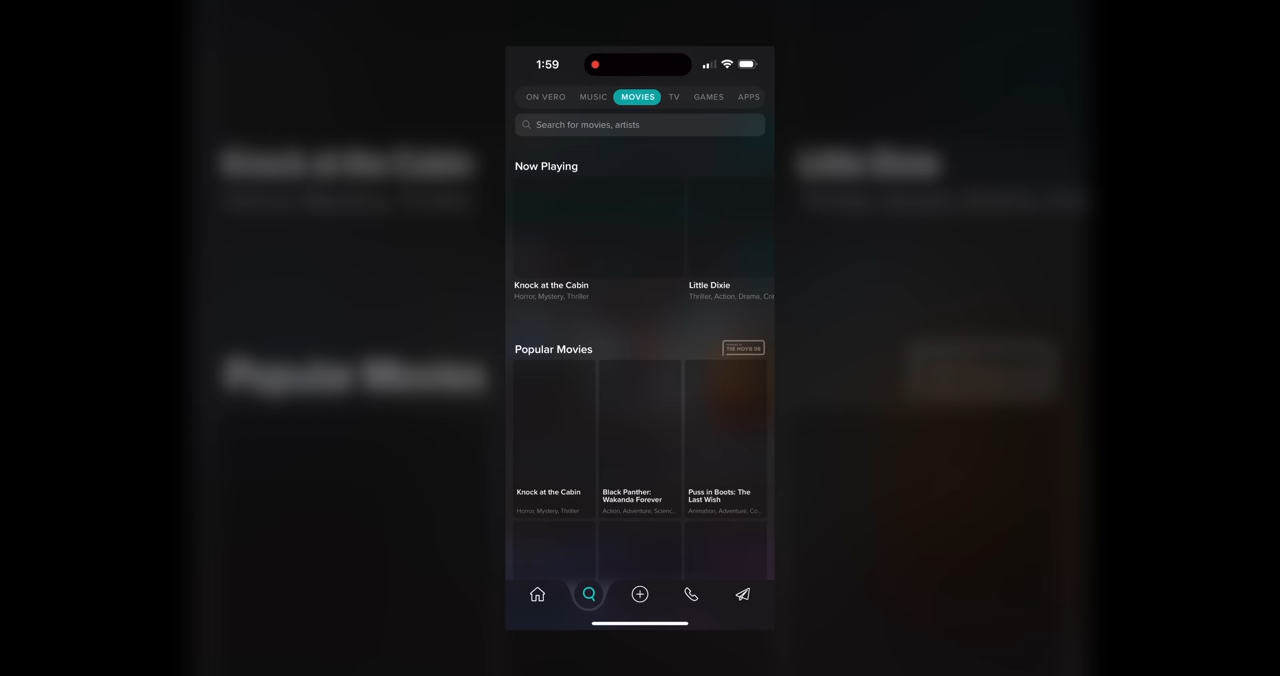 1:59
ON VERO MUSIC MOVIES TV GAMES APPS
Search for movies, artists
Now Playing
Knock at the Cabin
Horror, Mystery, Thriller
Little Dixie
Thriller, Action, Drama, Cri
Popular Movies
THE MOVIE DB
Knock at the Cabin
Horror, Mystery, Thriller
Black Panther:
Wakanda Forever
Action, Adventure, Scienc...
Puss in Boots: The
Last Wish
Animation, Adventure, Co...